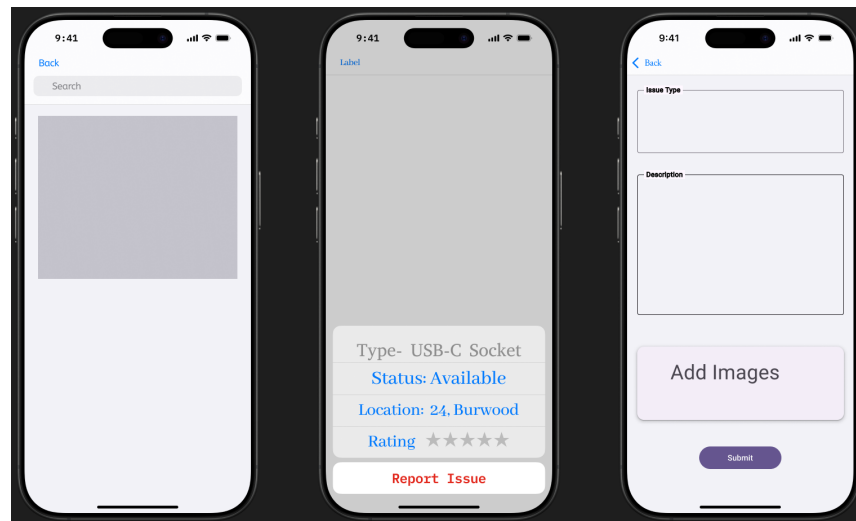 9:41
Back
Search
9:41
Label
Type- USB-C Socket
Status: Available
Location: 24, Burwood
Rating ★★★★★
Report Issue
9:41
Back
Issue Type
Description
Add Images
Submit